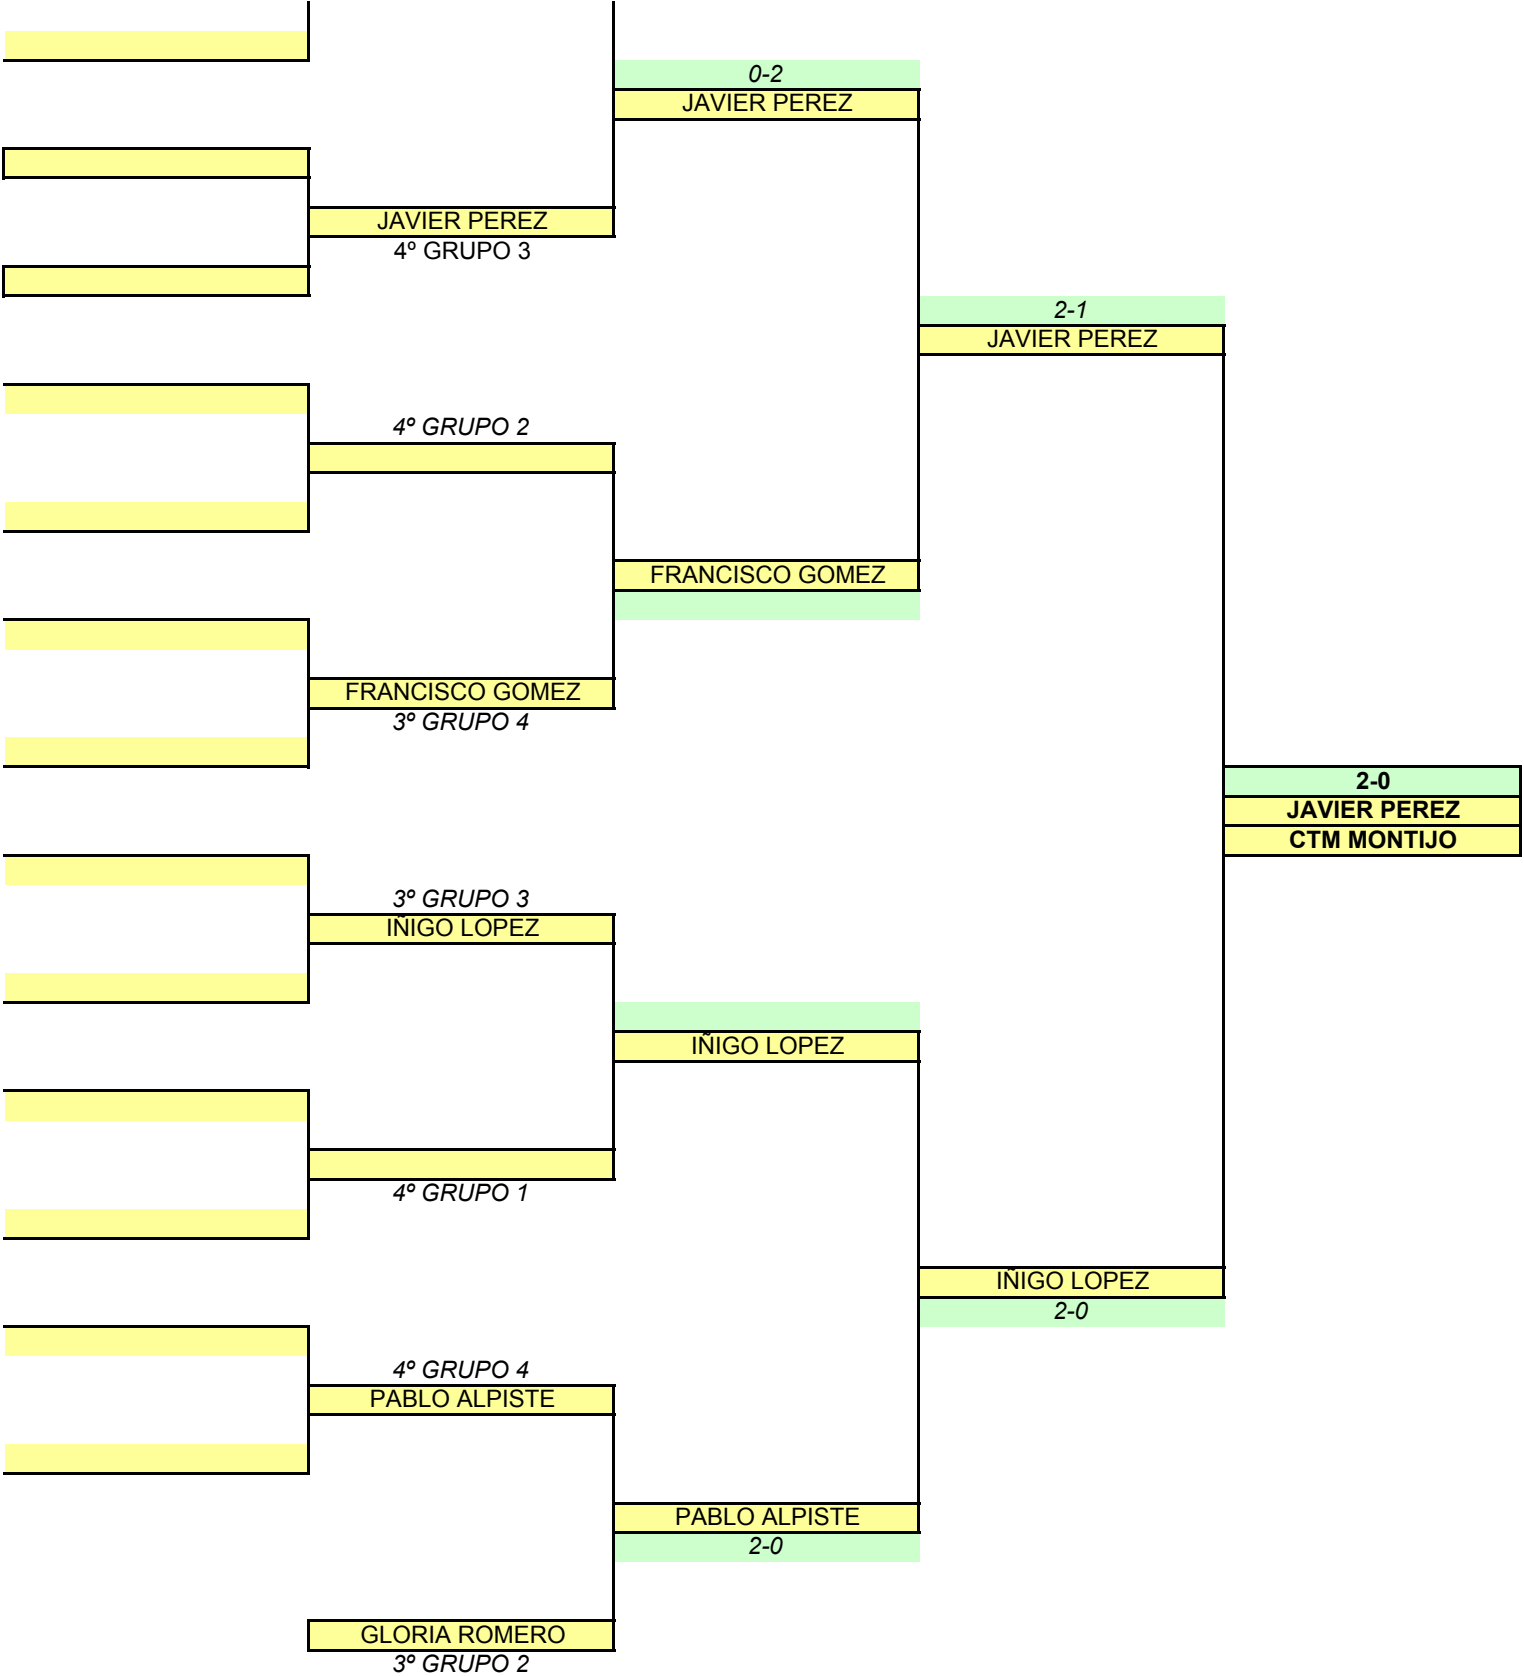 0-2
JAVIER PEREZ
JAVIER PEREZ
4º GRUPO 3
2-1
JAVIER PEREZ
4º GRUPO 2
FRANCISCO GOMEZ
FRANCISCO GOMEZ
3º GRUPO 4
2-0
JAVIER PEREZ
CTM MONTIJO
3º GRUPO 3
IÑIGO LOPEZ
IÑIGO LOPEZ
4º GRUPO 1
IÑIGO LOPEZ
2-0
4º GRUPO 4
PABLO ALPISTE
PABLO ALPISTE
2-0
GLORIA ROMERO
3º GRUPO 2